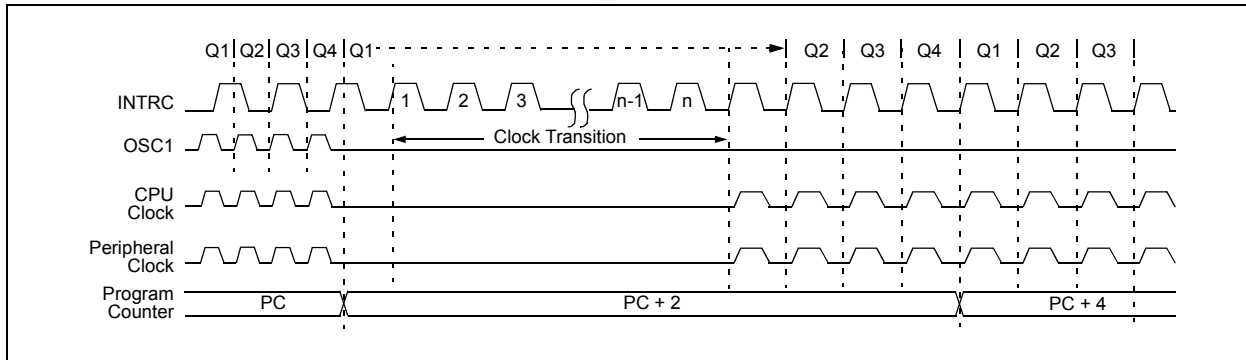 Q1 Q2 Q3 Q4 Q1 Q2 Q3 Q4 Q1 Q2 Q3
INTRC 1 2 3 n-1 n
Clock Transition
OSC1
CPU
Clock
Peripheral
Clock
Program
Counter
PC PC + 2 PC + 4